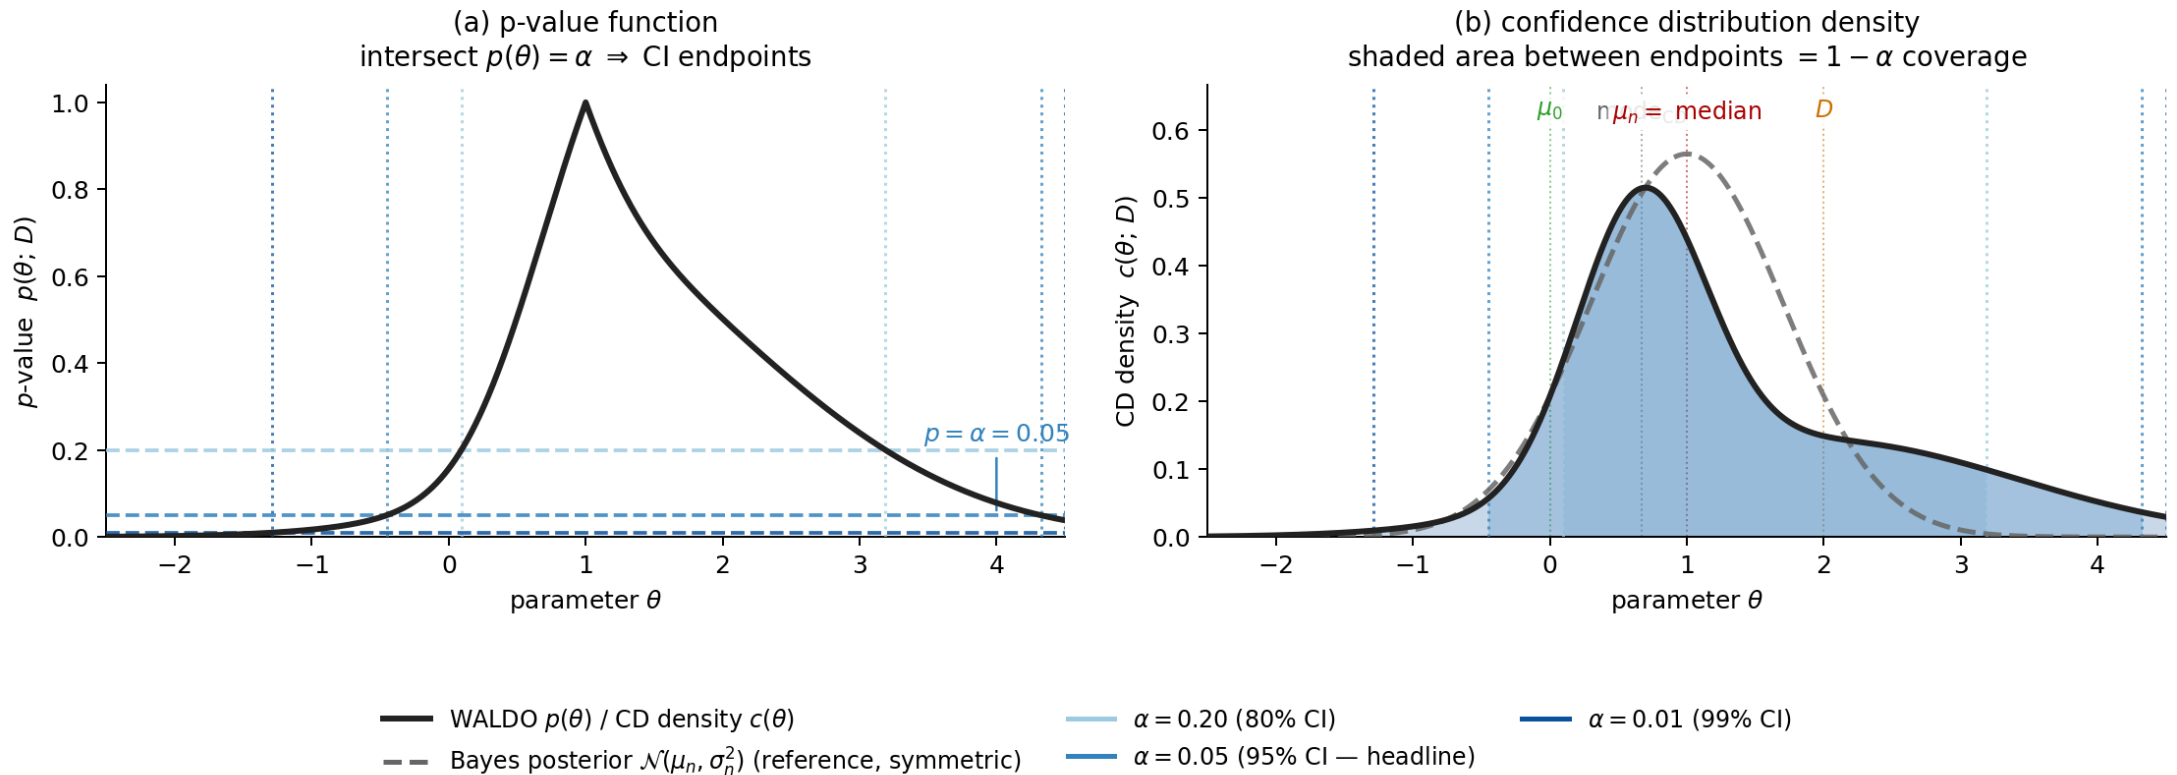 (a) p-value function
intersect p(θ) = α ⇒ CI endpoints
p-value p(θ; D)
1.0
0.8
0.6
0.4
0.2
0.0
p = α = 0.05
−2
−1
0
1
2
3
4
parameter θ
(b) confidence distribution density
shaded area between endpoints = 1 − α coverage
CD density c(θ; D)
0.6
0.5
0.4
0.3
0.2
0.1
0.0
μ₀
μₙ = median
D
−2
−1
0
1
2
3
4
parameter θ
WALDO p(θ) / CD density c(θ)
Bayes posterior 𝒩(μₙ, σₙ²) (reference, symmetric)
α = 0.20 (80% CI)
α = 0.05 (95% CI — headline)
α = 0.01 (99% CI)